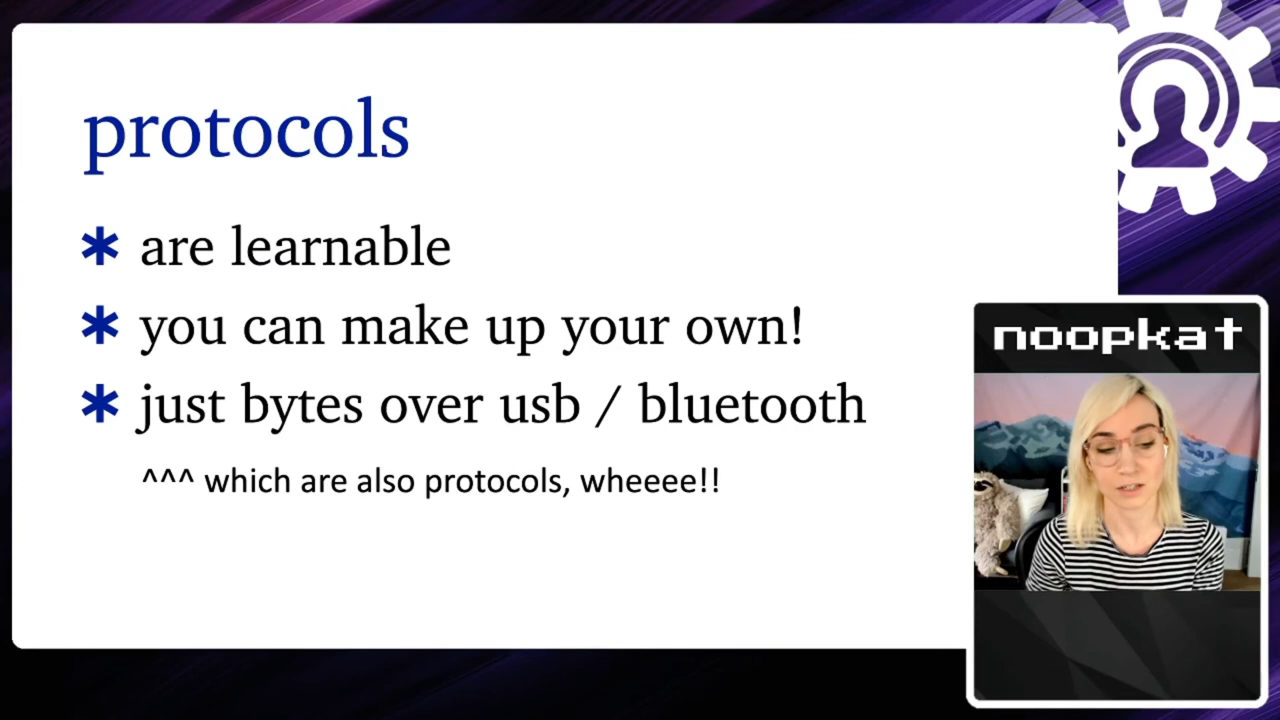 protocols
* are learnable
* you can make up your own!
* just bytes over usb / bluetooth
^^^ which are also protocols, wheeee!!
noopkat